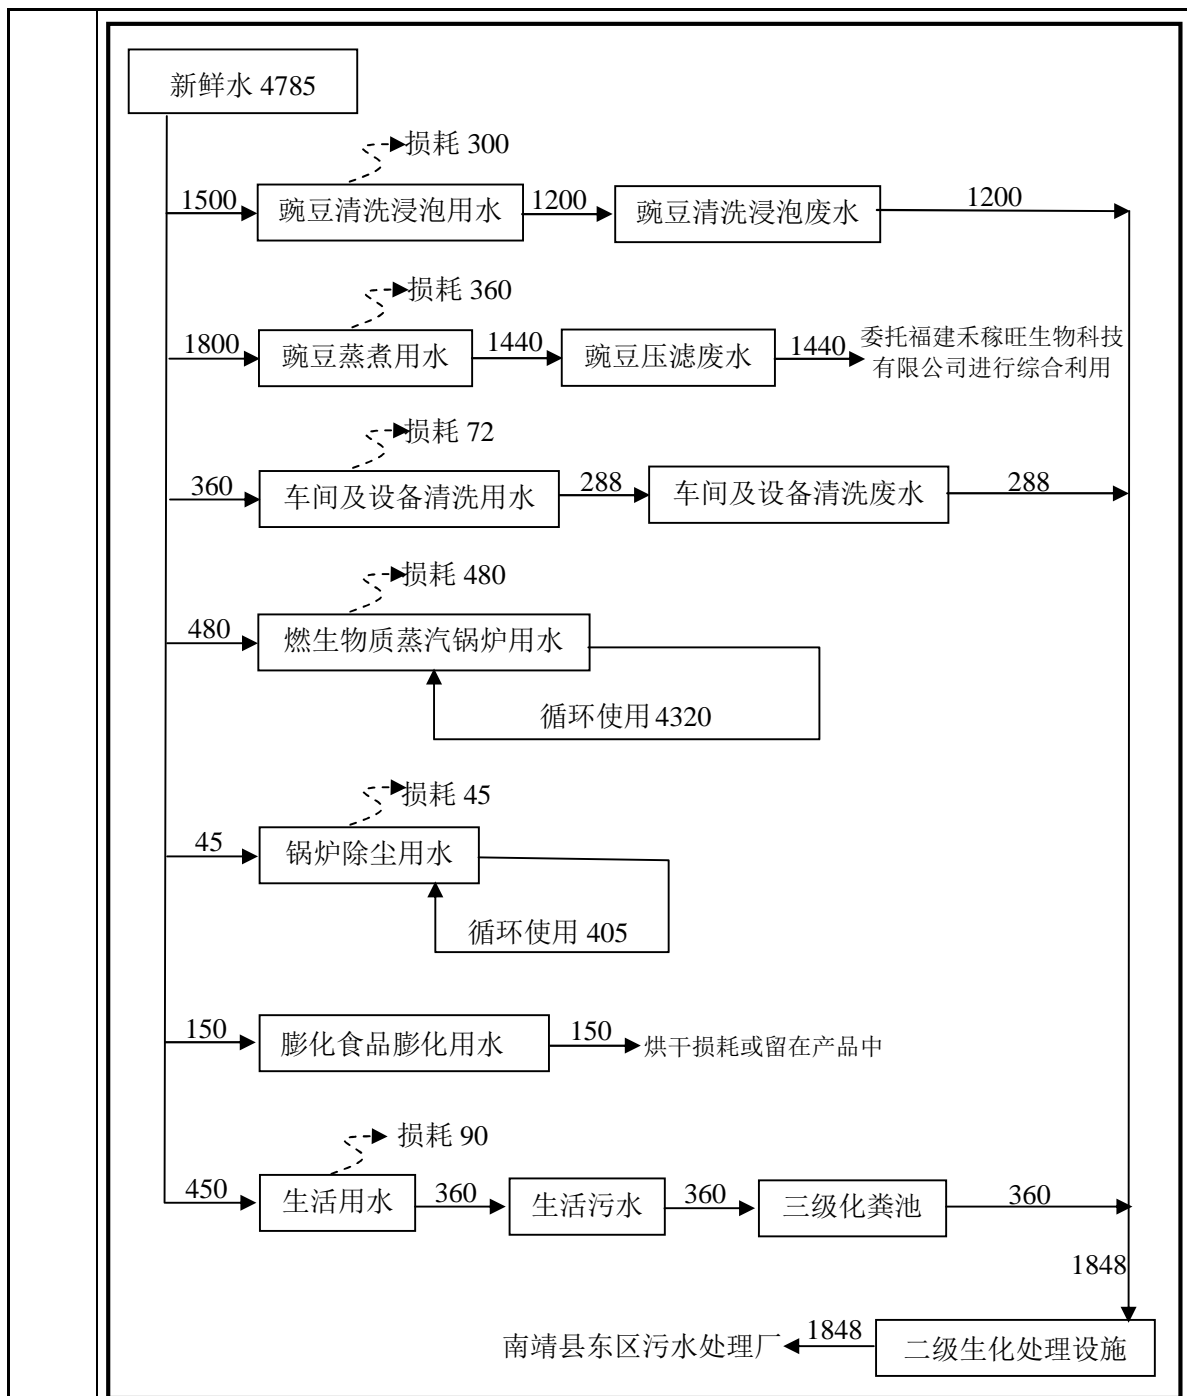 新鲜水 4785
损耗 300
1500
豌豆清洗浸泡用水
1200
豌豆清洗浸泡废水
1200
损耗 360
1800
豌豆蒸煮用水
1440
豌豆压滤废水
1440
委托福建禾稼旺生物科技
有限公司进行综合利用
损耗 72
360
车间及设备清洗用水
288
车间及设备清洗废水
288
损耗 480
480
燃生物质蒸汽锅炉用水
循环使用 4320
损耗 45
45
锅炉除尘用水
循环使用 405
150
膨化食品膨化用水
150
烘干损耗或留在产品中
损耗 90
450
生活用水
360
生活污水
360
三级化粪池
360
1848
南靖县东区污水处理厂
1848
二级生化处理设施